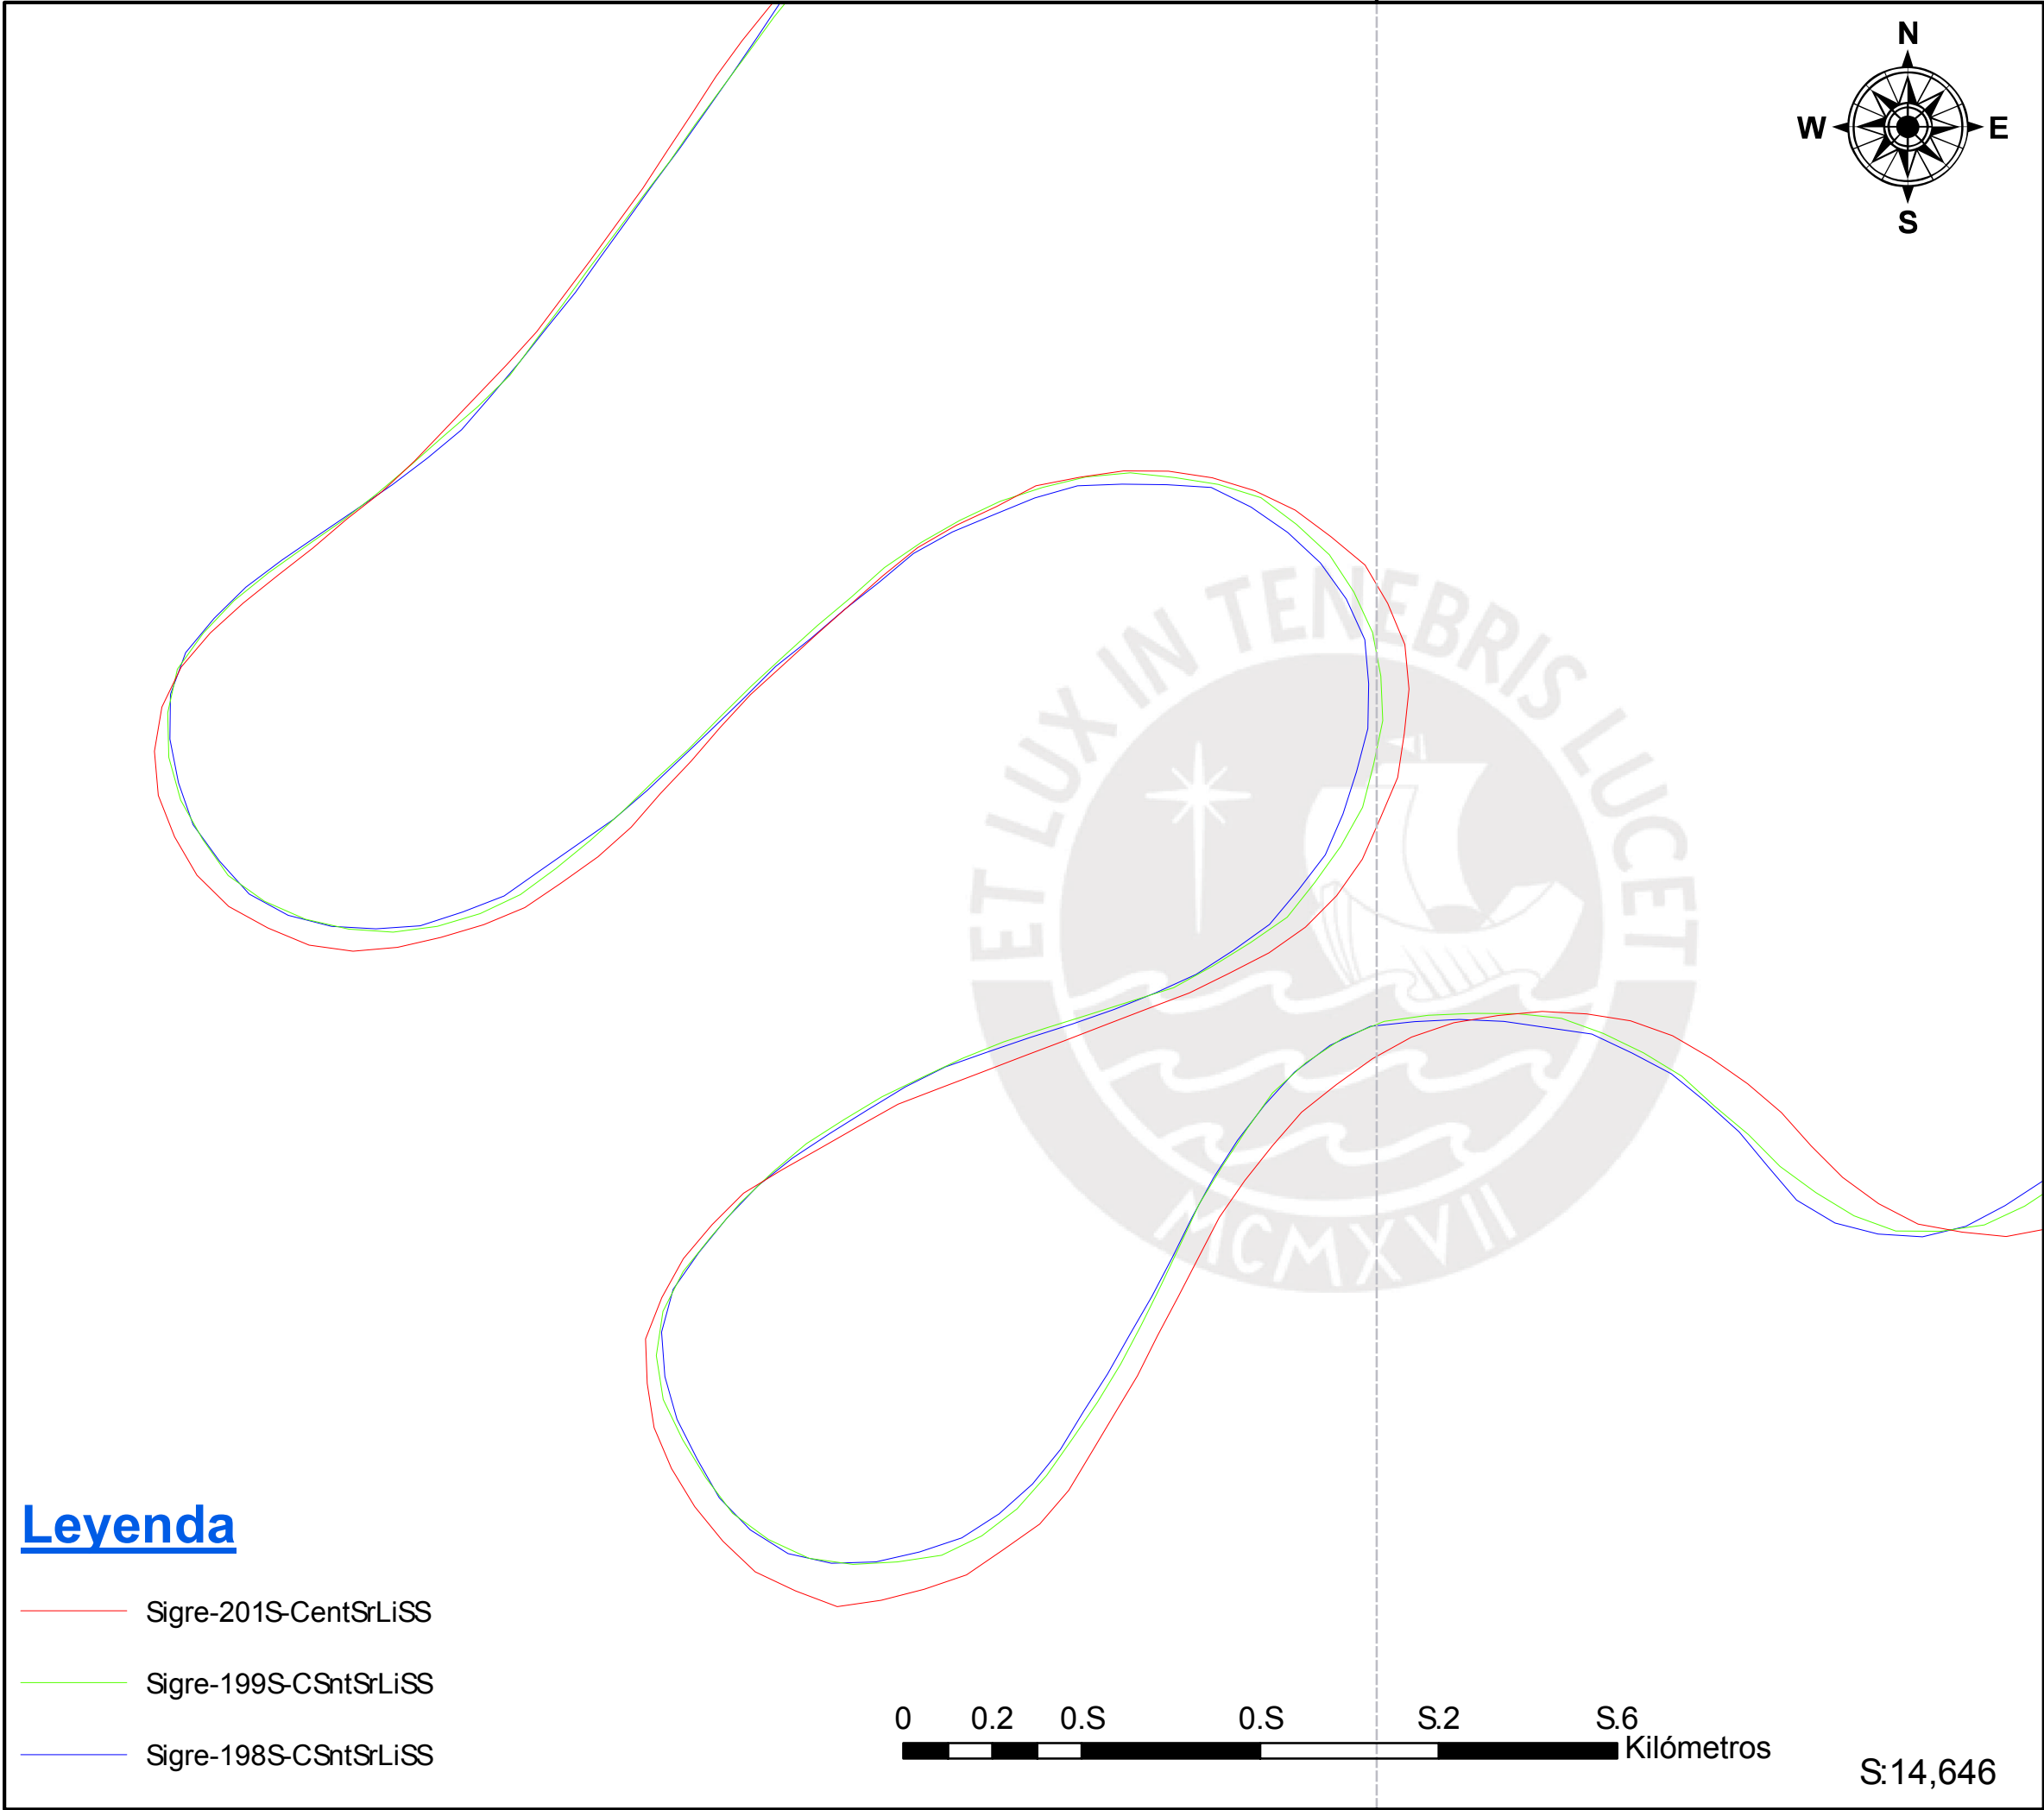 N
W E
S
ET LUX IN TENEBRIS LUCET
MCMXVII
Leyenda
Sigre-201S-CentSrLiSS
Sigre-199S-CSntSrLiSS
Sigre-198S-CSntSrLiSS
0 0.2 0.S 0.S S.2 S.6
Kilómetros
S:14,646